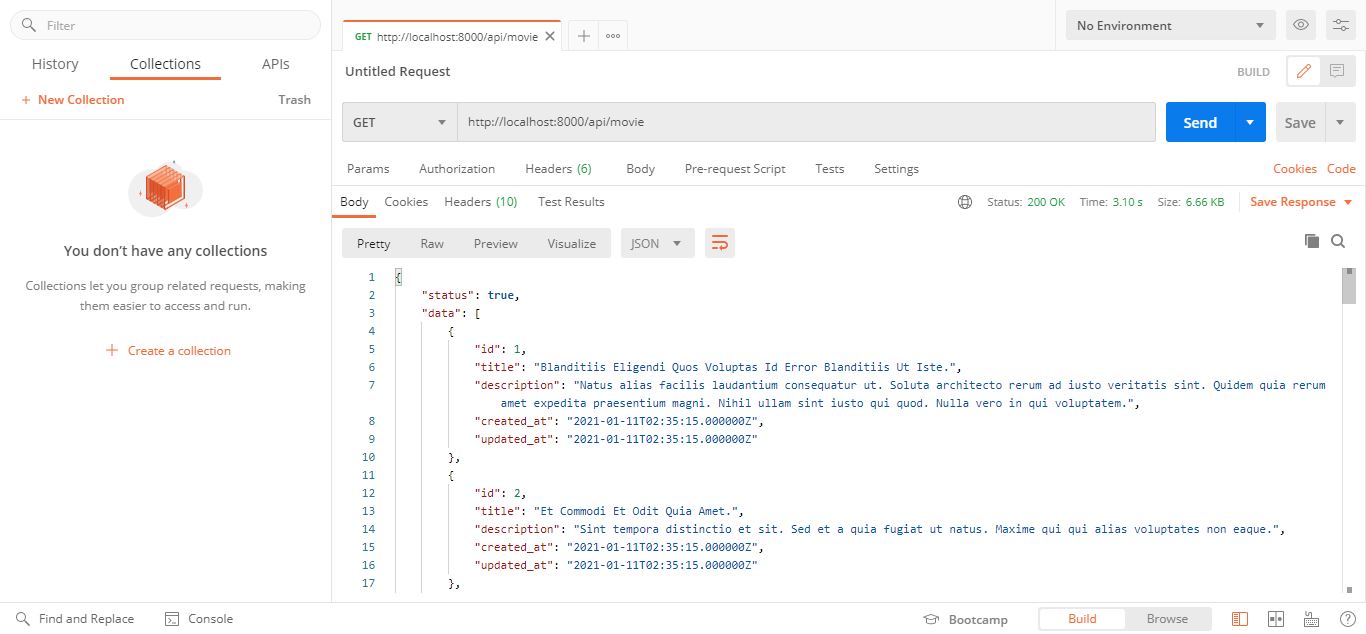 Filter
History Collections APIs
+ New Collection Trash
You don't have any collections
Collections let you group related requests, making
them easier to access and run.
+ Create a collection
GET http://localhost:8000/api/movie
No Environment
Untitled Request
BUILD
GET http://localhost:8000/api/movie Send Save
Params Authorization Headers (6) Body Pre-request Script Tests Settings Cookies Code
Body Cookies Headers (10) Test Results Status: 200 OK Time: 3.10 s Size: 6.66 KB Save Response
Pretty Raw Preview Visualize JSON
1 {
2 "status": true,
3 "data": [
4 {
5 "id": 1,
6 "title": "Blanditiis Eligendi Quos Voluptas Id Error Blanditiis Ut Iste.",
7 "description": "Natus alias facilis laudantium consequatur ut. Soluta architecto rerum ad iusto veritatis sint. Quidem quia rerum
amet expedita praesentium magni. Nihil ullam sint iusto qui quod. Nulla vero in qui voluptatem.",
8 "created_at": "2021-01-11T02:35:15.000000Z",
9 "updated_at": "2021-01-11T02:35:15.000000Z"
10 },
11 {
12 "id": 2,
13 "title": "Et Commodi Et Odit Quia Amet.",
14 "description": "Sint tempora distinctio et sit. Sed et a quia fugiat ut natus. Maxime qui qui alias voluptates non eaque.",
15 "created_at": "2021-01-11T02:35:15.000000Z",
16 "updated_at": "2021-01-11T02:35:15.000000Z"
17 },
Find and Replace Console Bootcamp Build Browse